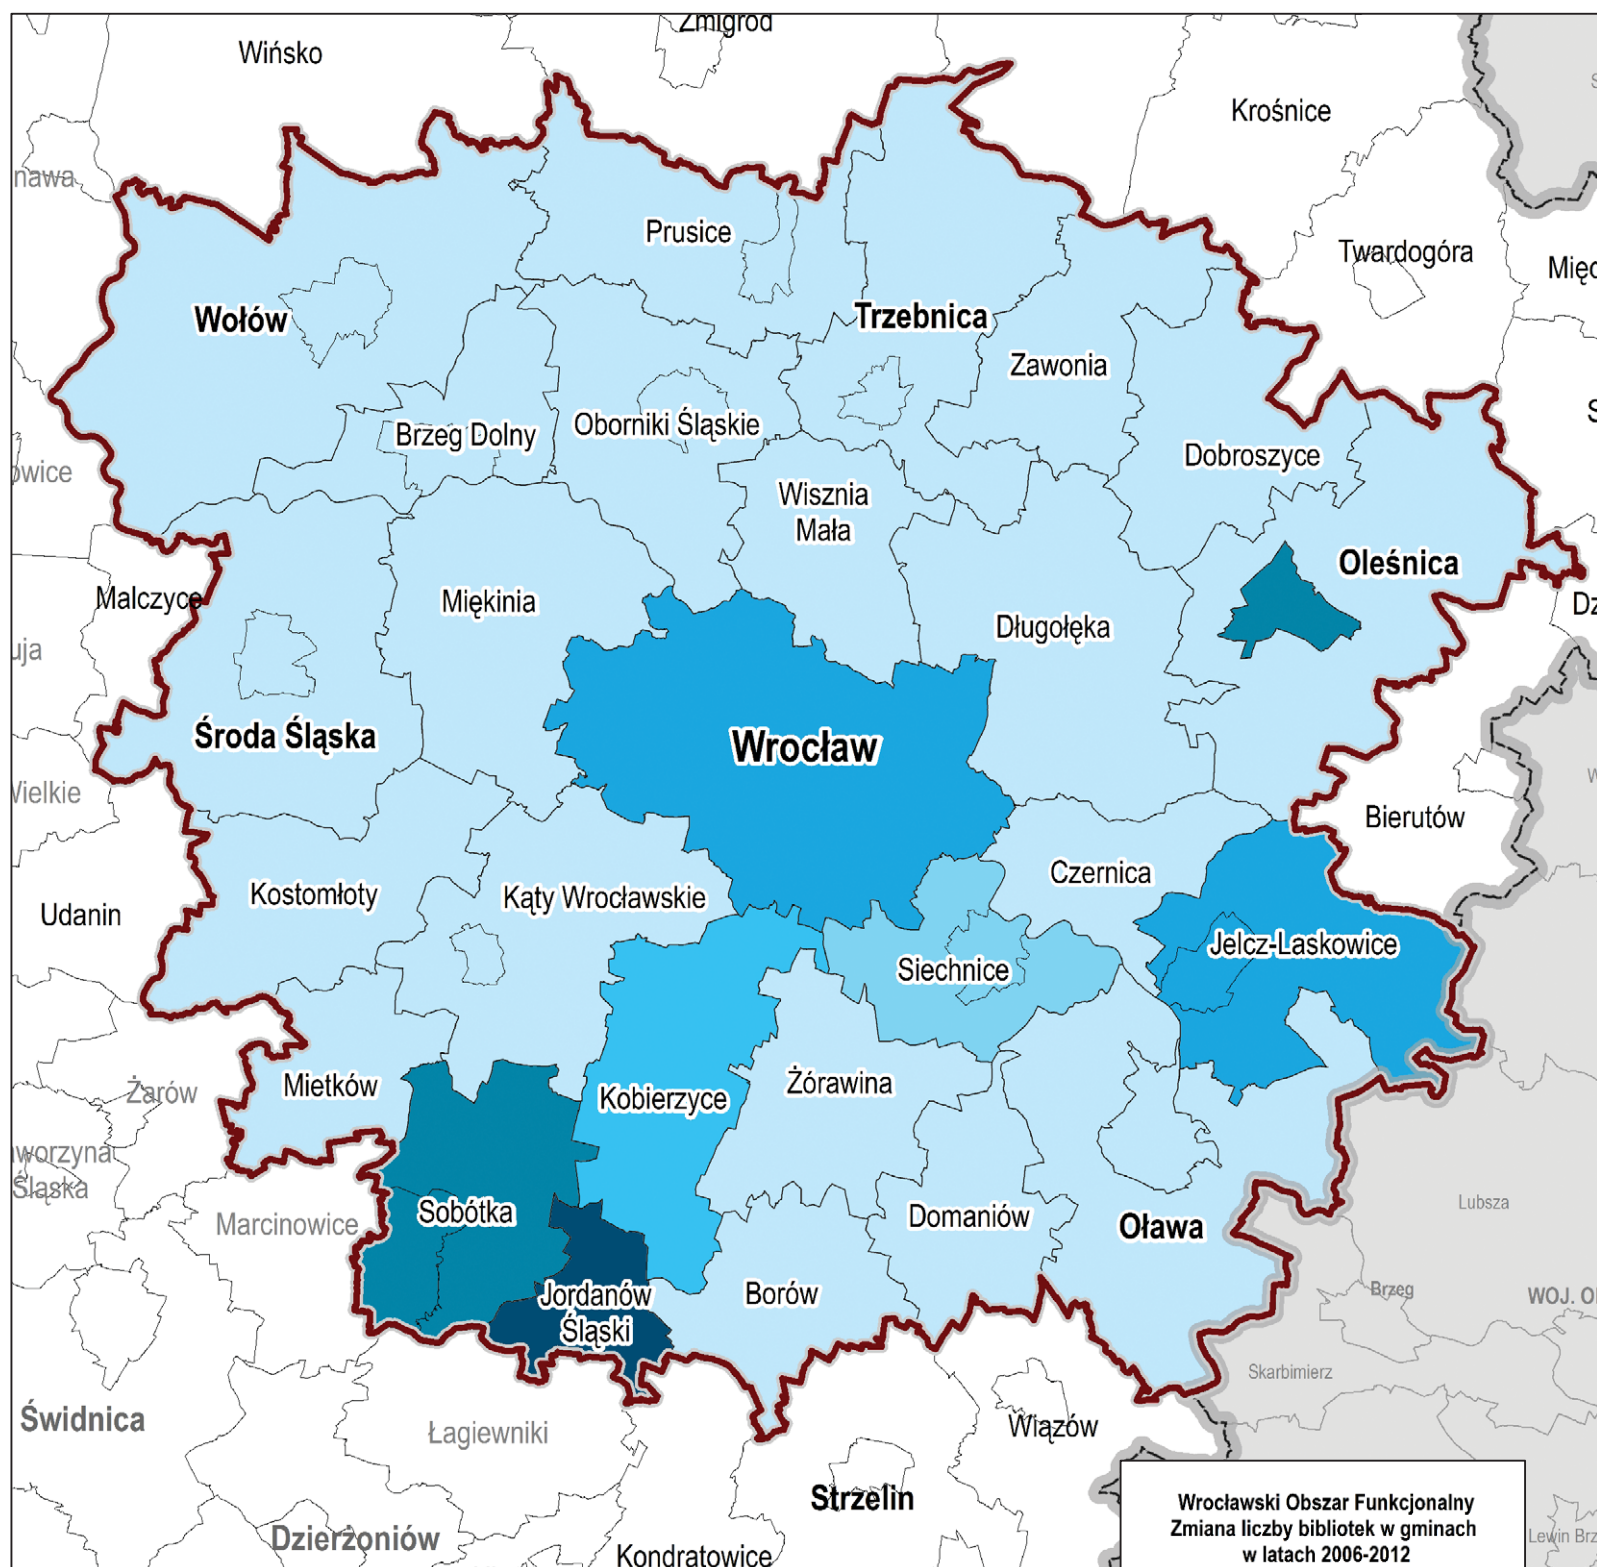 Żmigród
Wińsko
Krośnice
nawa
Prusice
Twardogóra
Międ
Wołów
Trzebnica
Zawonia
Brzeg Dolny
Oborniki Śląskie
Dobroszyce
owice
Wisznia
Mała
Oleśnica
Malczyce
Miękinia
Dz
Długołęka
uja
Środa Śląska
Wrocław
Wielkie
Bierutów
Czernica
Kostomłoty
Kąty Wrocławskie
Udanin
Jelcz-Laskowice
Siechnice
Żarów
Mietków
Kobierzyce
Żórawina
worzyna
Śląska
Lubsza
Sobótka
Marcinowice
Domaniów
Oława
Brzeg
WOJ. O
Jordanów
Śląski
Borów
Skarbimierz
Świdnica
Łagiewniki
Wiązów
Strzelin
Wrocławski Obszar Funkcjonalny
Zmiana liczby bibliotek w gminach
w latach 2006-2012
Dzierżoniów
Lewin Brz
Kondratowice